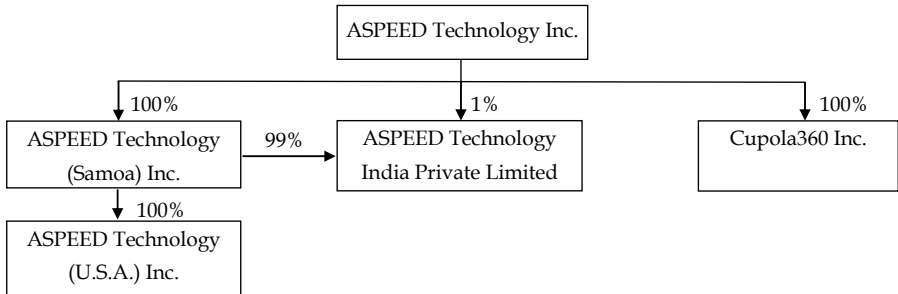 ASPEED Technology Inc.
100%
1%
100%
ASPEED Technology
(Samoa) Inc.
99%
ASPEED Technology
India Private Limited
Cupola360 Inc.
100%
ASPEED Technology
(U.S.A.) Inc.